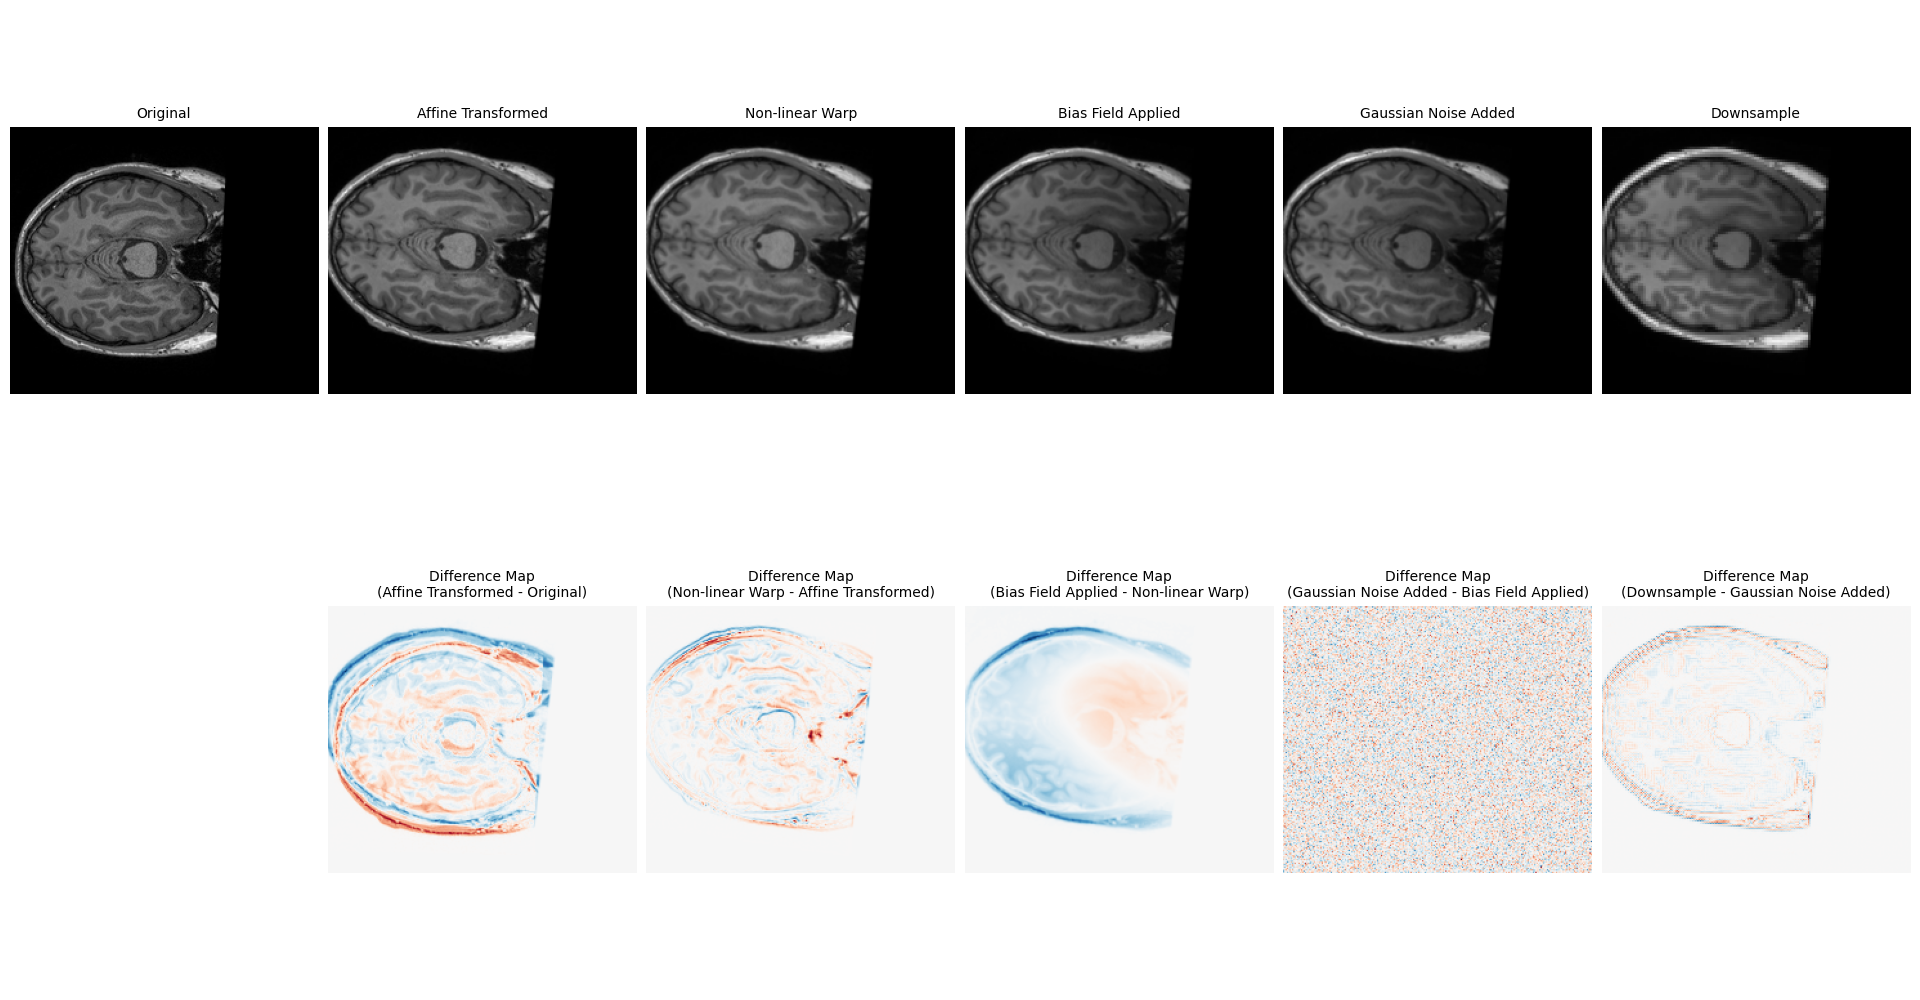 Original
Affine Transformed
Non-linear Warp
Bias Field Applied
Gaussian Noise Added
Downsample
Difference Map
(Affine Transformed - Original)
Difference Map
(Non-linear Warp - Affine Transformed)
Difference Map
(Bias Field Applied - Non-linear Warp)
Difference Map
(Gaussian Noise Added - Bias Field Applied)
Difference Map
(Downsample - Gaussian Noise Added)